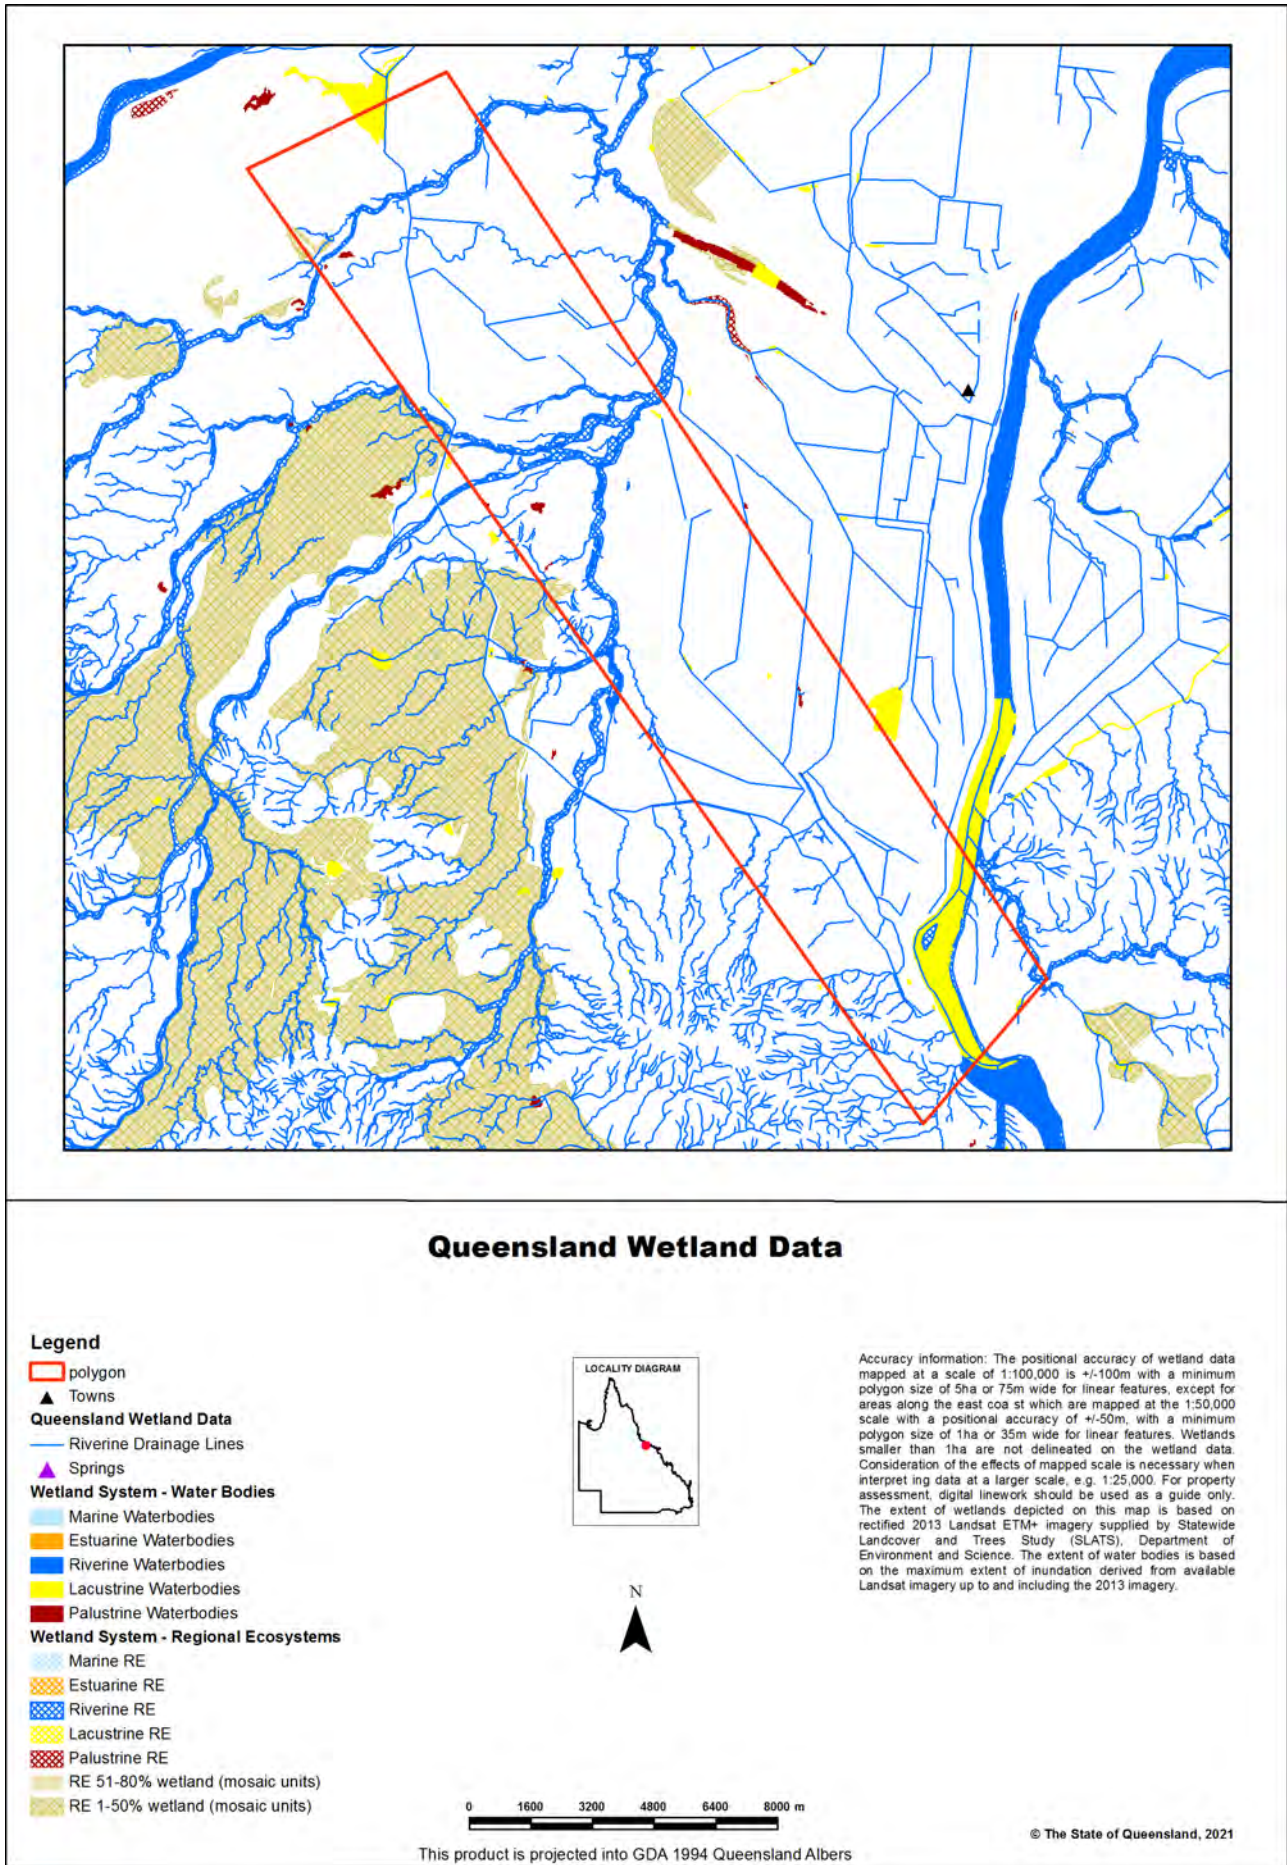 Queensland Wetland Data
Legend
polygon
Towns
Queensland Wetland Data
Riverine Drainage Lines
Springs
Wetland System - Water Bodies
Marine Waterbodies
Estuarine Waterbodies
Riverine Waterbodies
Lacustrine Waterbodies
Palustrine Waterbodies
Wetland System - Regional Ecosystems
Marine RE
Estuarine RE
Riverine RE
Lacustrine RE
Palustrine RE
RE 51-80% wetland (mosaic units)
RE 1-50% wetland (mosaic units)
LOCALITY DIAGRAM
N
0 1600 3200 4800 6400 8000 m
This product is projected into GDA 1994 Queensland Albers
Accuracy information: The positional accuracy of wetland data
mapped at a scale of 1:100,000 is +/-100m with a minimum
polygon size of 5ha or 75m wide for linear features, except for
areas along the east coa st which are mapped at the 1:50,000
scale with a positional accuracy of +/-50m, with a minimum
polygon size of 1ha or 35m wide for linear features. Wetlands
smaller than 1ha are not delineated on the wetland data.
Consideration of the effects of mapped scale is necessary when
interpret ing data at a larger scale, e.g. 1:25,000. For property
assessment, digital linework should be used as a guide only.
The extent of wetlands depicted on this map is based on
rectified 2013 Landsat ETM+ imagery supplied by Statewide
Landcover and Trees Study (SLATS), Department of
Environment and Science. The extent of water bodies is based
on the maximum extent of inundation derived from available
Landsat imagery up to and including the 2013 imagery.
© The State of Queensland, 2021